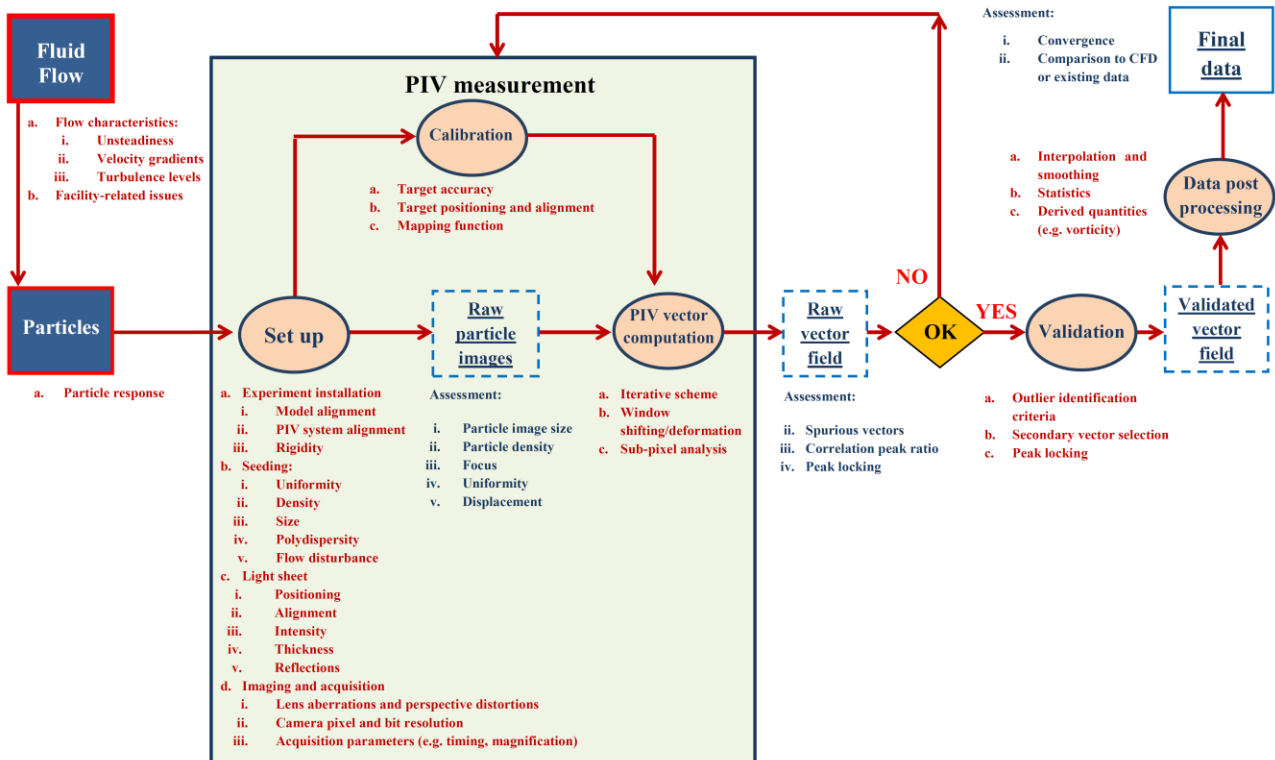 Fluid
Flow
a. Flow characteristics:
i. Unsteadiness
ii. Velocity gradients
iii. Turbulence levels
b. Facility-related issues
Particles
a. Particle response
PIV measurement
Calibration
a. Target accuracy
b. Target positioning and alignment
c. Mapping function
Set up
a. Experiment installation
i. Model alignment
ii. PIV system alignment
iii. Rigidity
b. Seeding:
i. Uniformity
ii. Density
iii. Size
iv. Polydispersity
v. Flow disturbance
c. Light sheet
i. Positioning
ii. Alignment
iii. Intensity
iv. Thickness
v. Reflections
d. Imaging and acquisition
i. Lens aberrations and perspective distortions
ii. Camera pixel and bit resolution
iii. Acquisition parameters (e.g. timing, magnification)
Raw
particle
images
Assessment:
i. Particle image size
ii. Particle density
iii. Focus
iv. Uniformity
v. Displacement
PIV vector
computation
a. Iterative scheme
b. Window
shifting/deformation
c. Sub-pixel analysis
Raw
vector
field
Assessment:
ii. Spurious vectors
iii. Correlation peak ratio
iv. Peak locking
NO
OK
YES
Validation
a. Outlier identification
criteria
b. Secondary vector selection
c. Peak locking
Validated
vector
field
Data post
processing
a. Interpolation and
smoothing
b. Statistics
c. Derived quantities
(e.g. vorticity)
Final
data
Assessment:
i. Convergence
ii. Comparison to CFD
or existing data